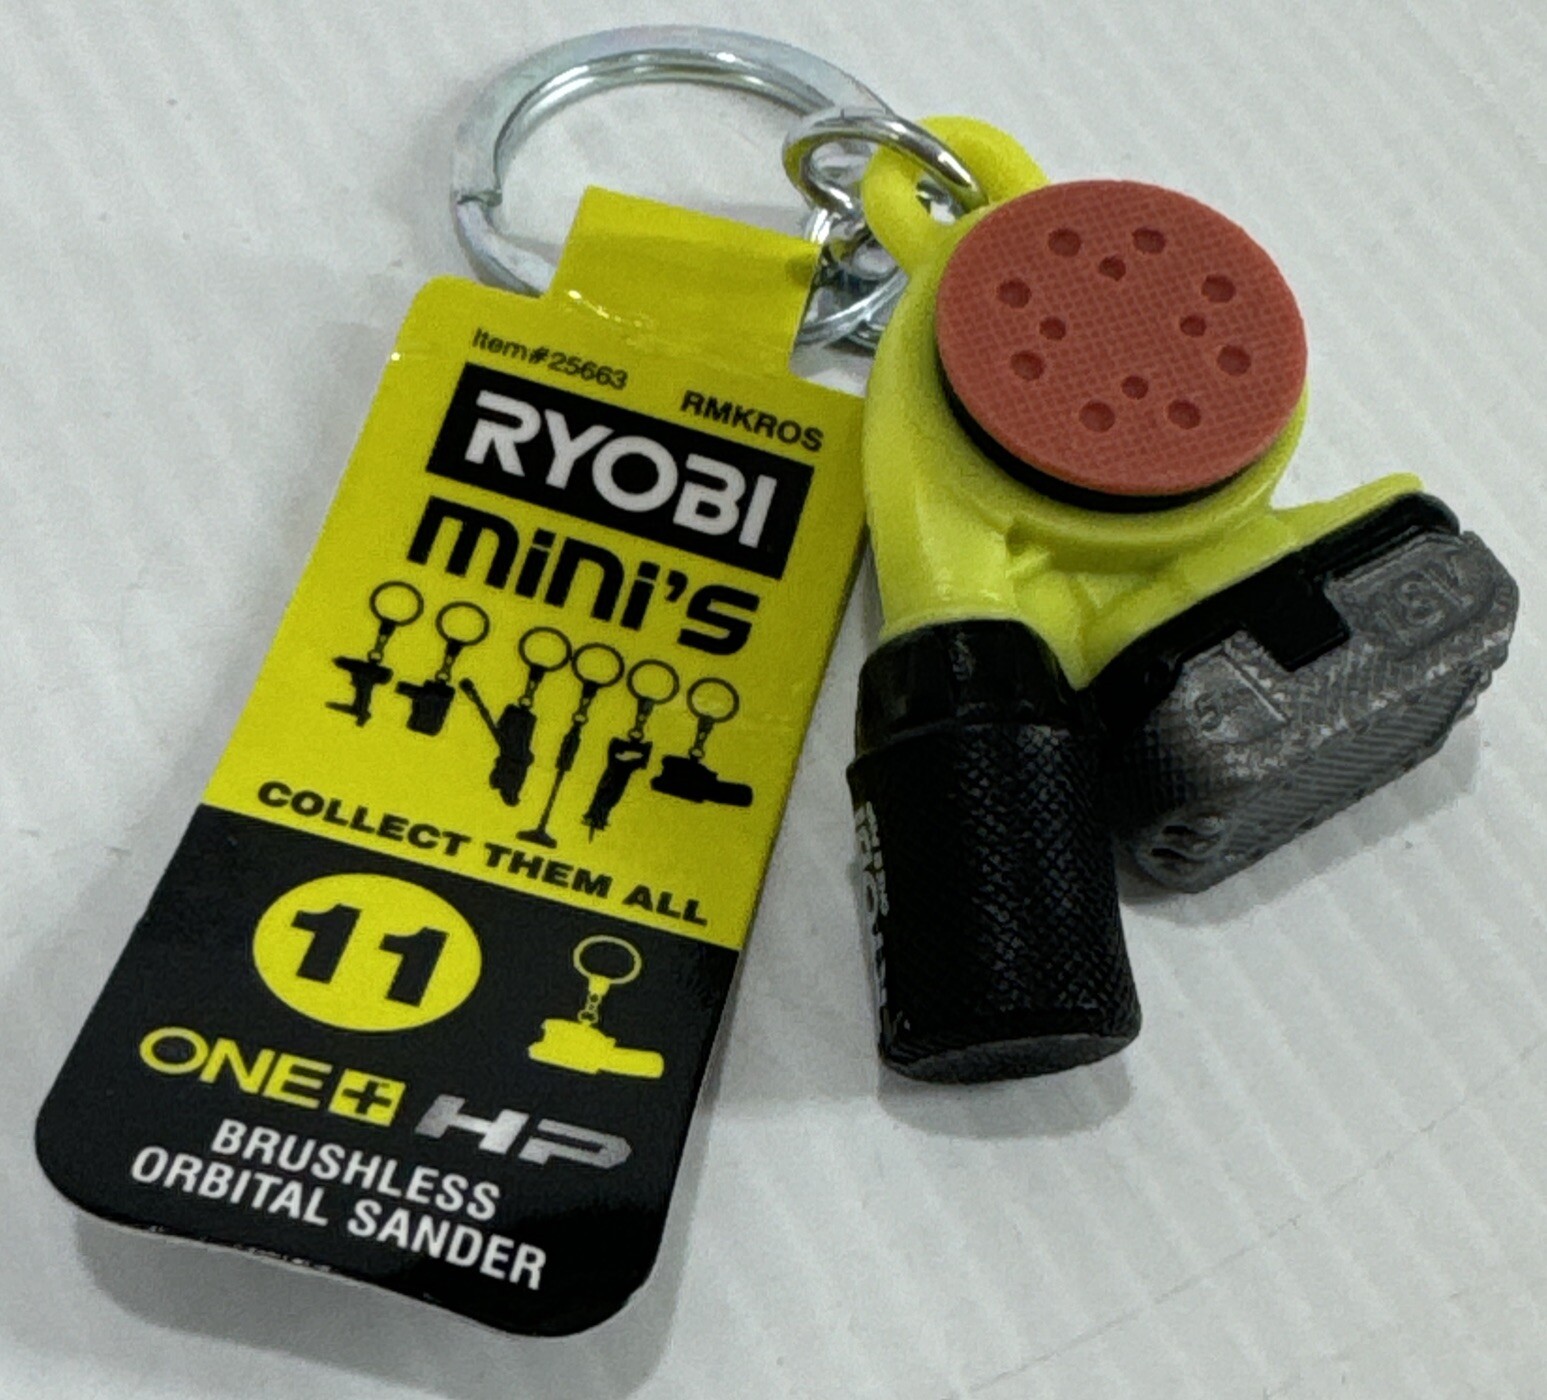 Item#25663
RMKROS
RYOBI
mini's
COLLECT THEM ALL
11
ONE+ HP
BRUSHLESS
ORBITAL SANDER
18V